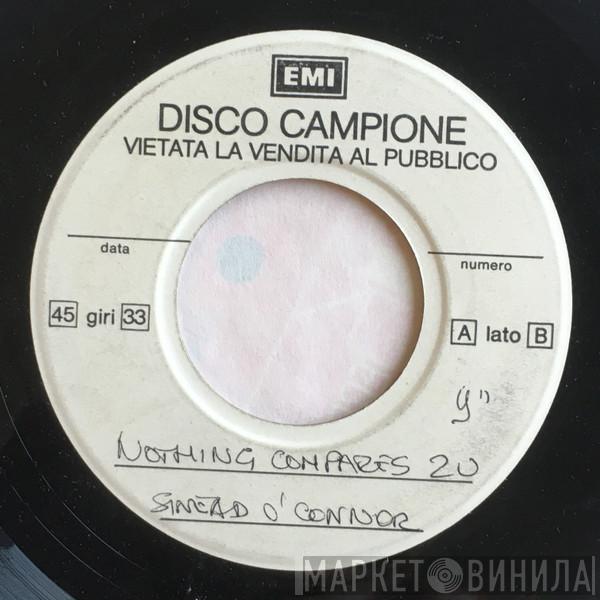 EMI
DISCO CAMPIONE
VIETATA LA VENDITA AL PUBBLICO
data
numero
45 giri 33
A lato B
NOTHING COMPARES 2U
SINEAD O'CONNOR
МАРКЕТ ВИНИЛА